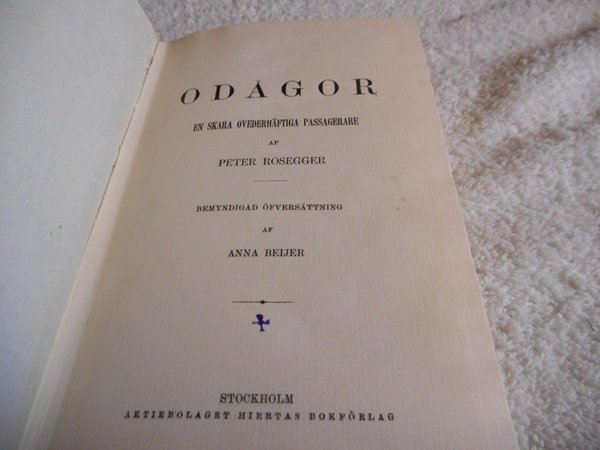 ODÅGOR
EN SKARA OVEDERHÄFTIGA PASSAGERARE
AF
PETER ROSEGGER
BEMYNDIGAD ÖFVERSÄTTNING
AF
ANNA BEIJER
STOCKHOLM
AKTIEBOLAGET HIERTAS BOKFÖRLAG